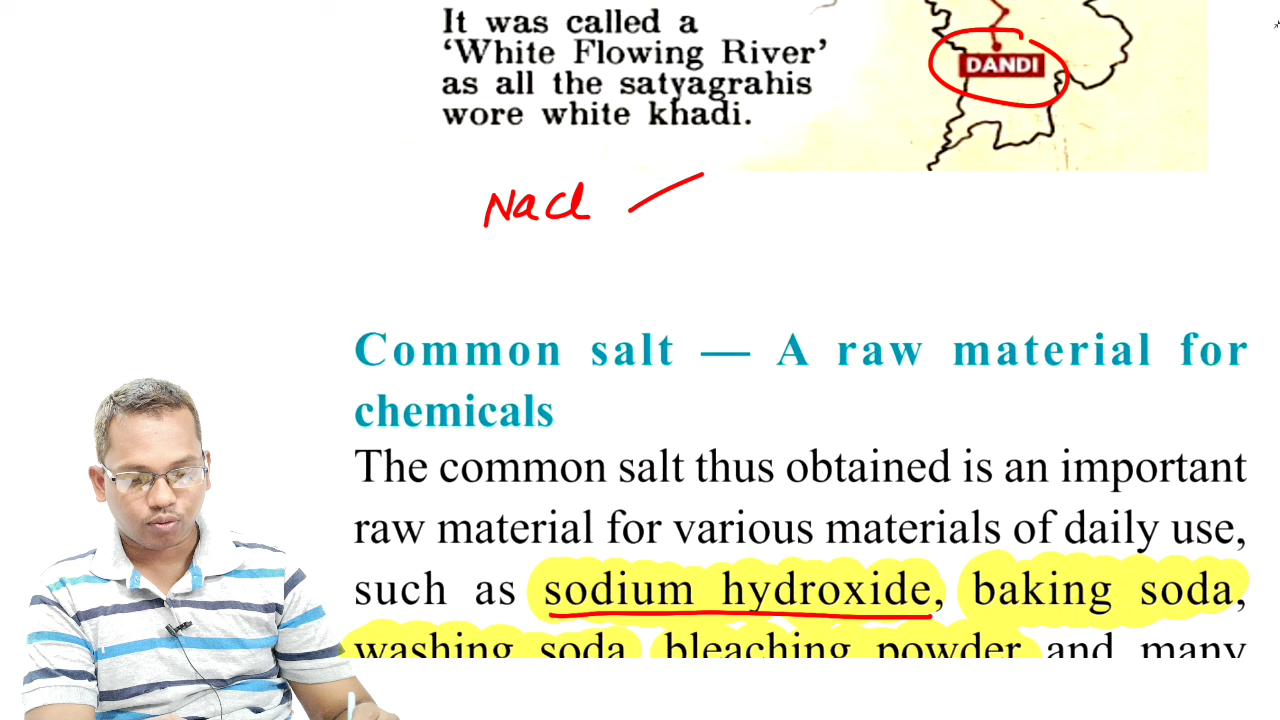 It was called a
‘White Flowing River’
as all the satyagrahis
wore white khadi.
DANDI
NaCl
Common salt — A raw material for
chemicals
The common salt thus obtained is an important
raw material for various materials of daily use,
such as sodium hydroxide, baking soda,
washing soda, bleaching powder and many